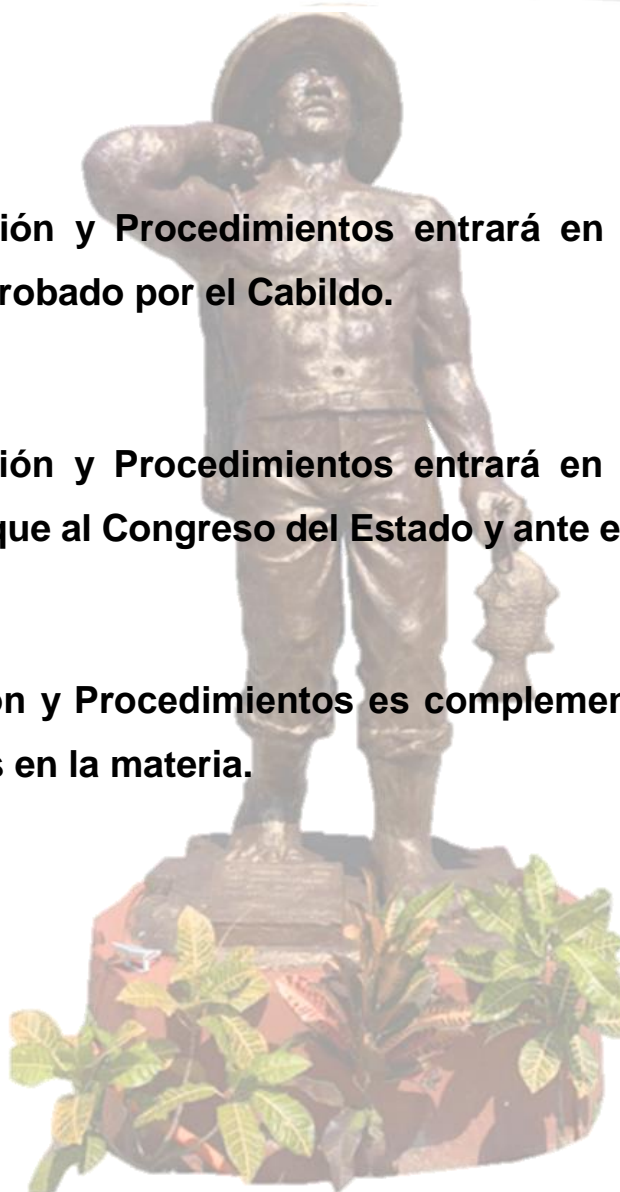 ión y Procedimientos entrará en
robado por el Cabildo.
ión y Procedimientos entrará en
que al Congreso del Estado y ante e
ón y Procedimientos es complemen
s en la materia.